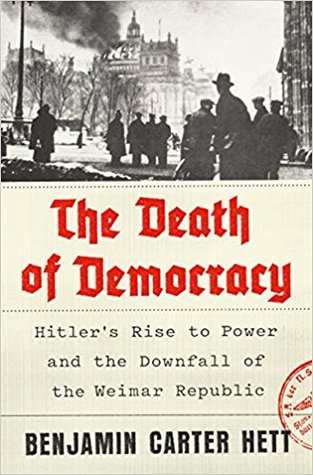 The Death
of Democracy
Hitler's Rise to Power
and the Downfall of
the Weimar Republic
BENJAMIN CARTER HETT